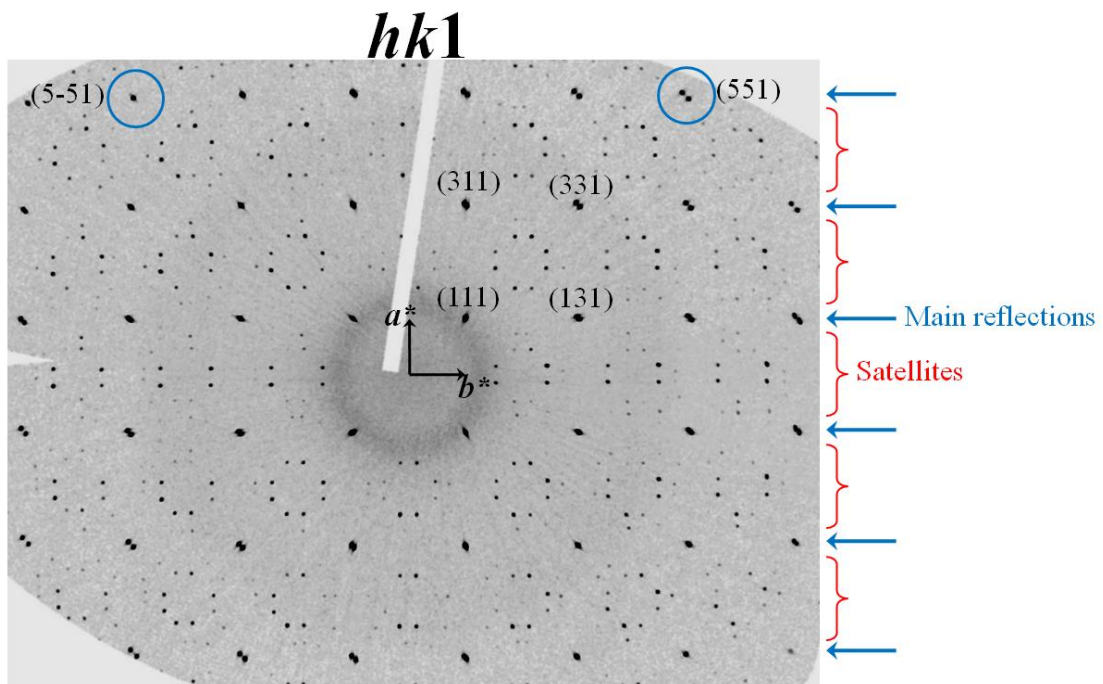 hk1
(5-51)
(551)
(311)
(331)
(111)
(131)
a*
b*
Main reflections
Satellites